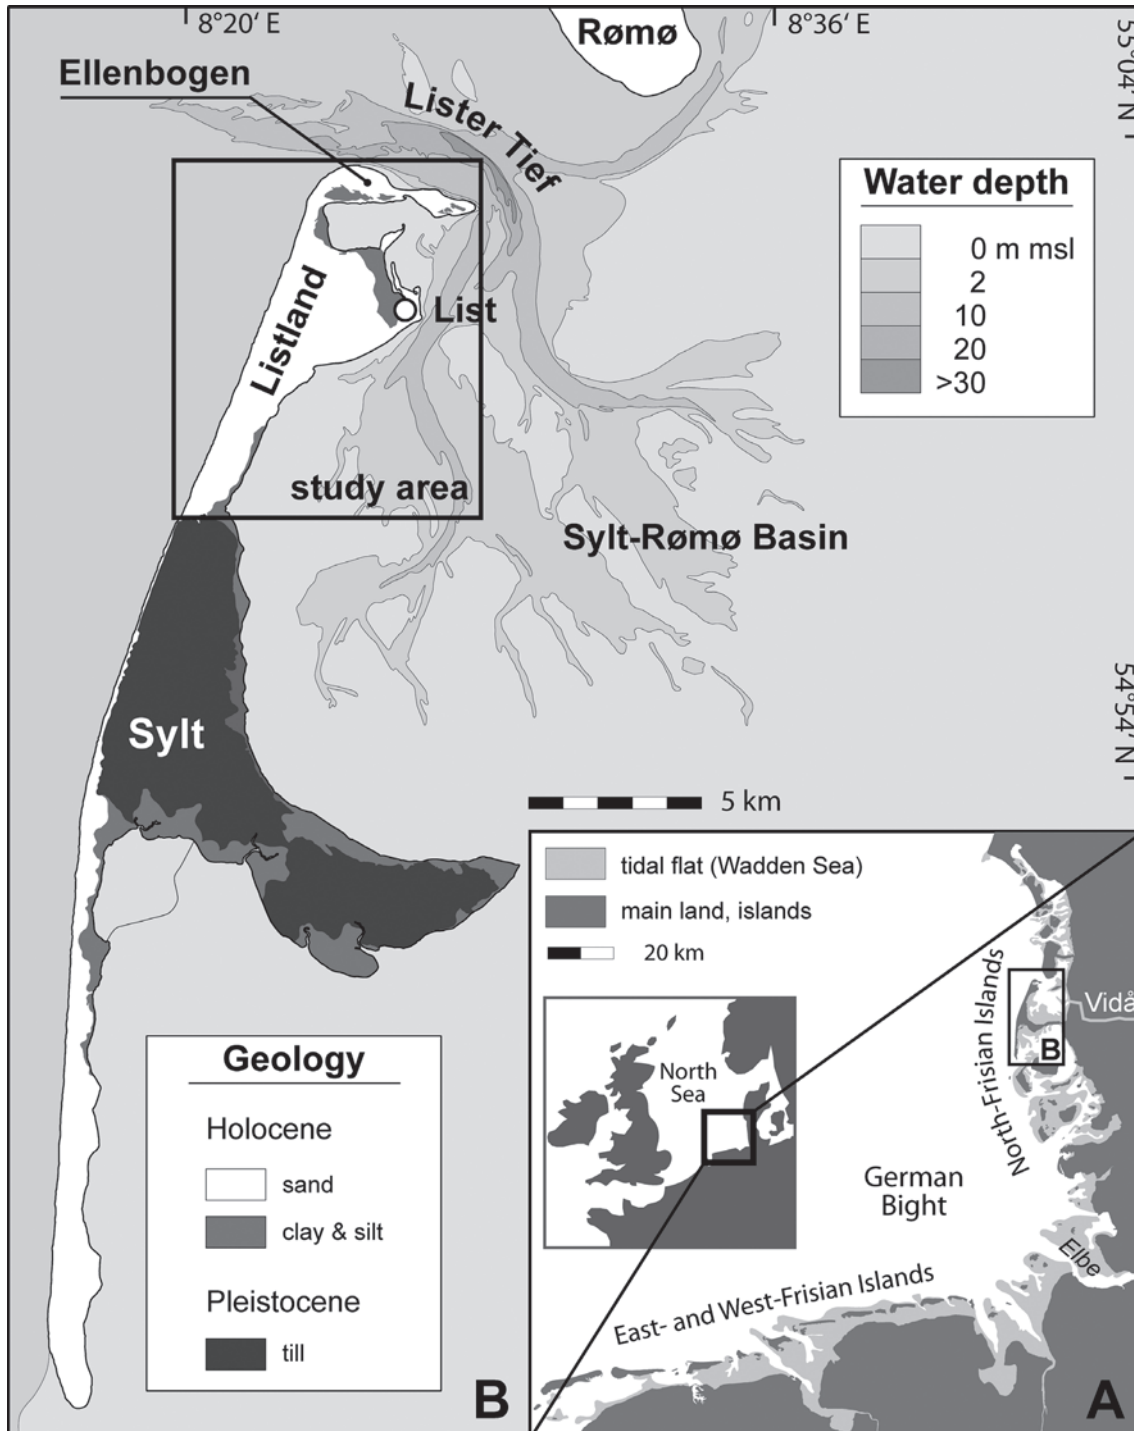 8°20‘ E
8°36‘ E
55°04‘ N
Rømø
Ellenbogen
Lister Tief
Water depth
0 m msl
2
10
20
>30
Listland
List
study area
Sylt-Rømø Basin
54°54‘ N
Sylt
5 km
Geology
Holocene
sand
clay & silt
Pleistocene
till
B
tidal flat (Wadden Sea)
main land, islands
20 km
North
Sea
North-Frisian Islands
Vidå
B
German
Bight
Elbe
East- and West-Frisian Islands
A